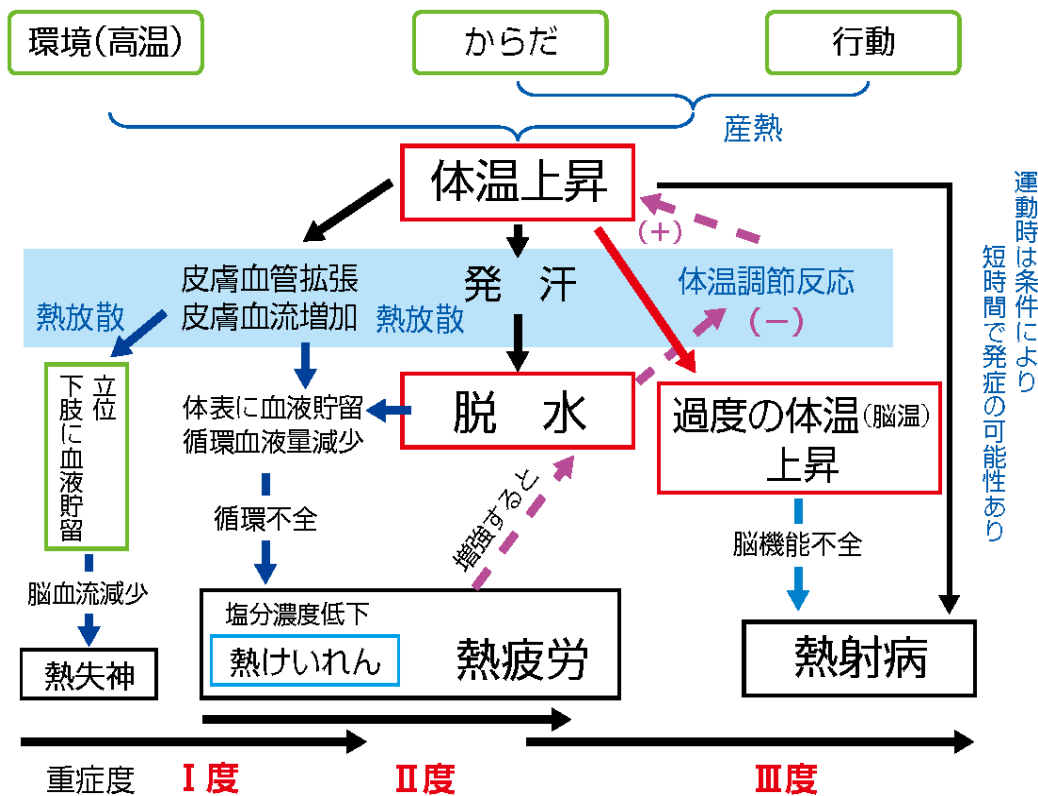 環境(高温)
からだ
行動
産熱
体温上昇
(+)
運動時は条件により
短時間で発症の可能性あり
皮膚血管拡張
皮膚血流増加
熱放散
熱放散
発 汗
体温調節反応
(−)
立位
下肢に血液貯留
体表に血液貯留
循環血液量減少
脱 水
過度の体温(脳温)
上昇
循環不全
増強すると
脳機能不全
脳血流減少
塩分濃度低下
熱けいれん
熱疲労
熱失神
熱射病
重症度
Ⅰ度
Ⅱ度
Ⅲ度